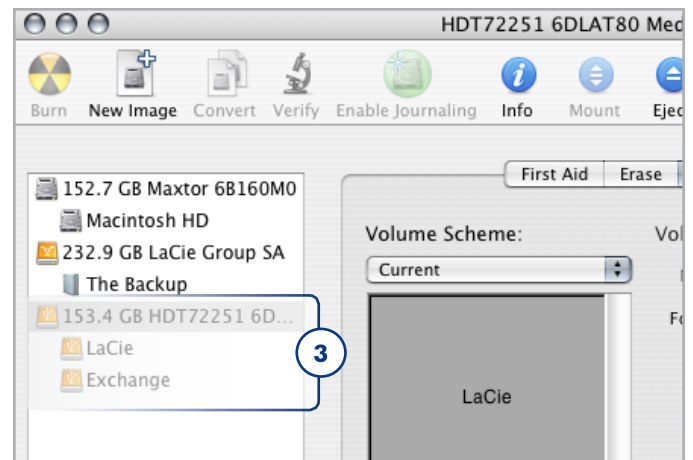 HDT72251 6DLAT80 Med
Burn New Image Convert Verify Enable Journaling Info Mount Ejec
First Aid Erase
152.7 GB Maxtor 6B160M0
Macintosh HD
232.9 GB LaCie Group SA
The Backup
153.4 GB HDT72251 6D...
LaCie
Exchange
3
Volume Scheme: Vol
Current
Fo
LaCie